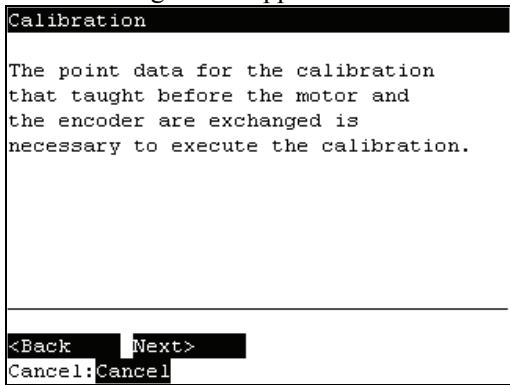 Calibration
The point data for the calibration
that taught before the motor and
the encoder are exchanged is
necessary to execute the calibration.
<Back Next>
Cancel:Cancel